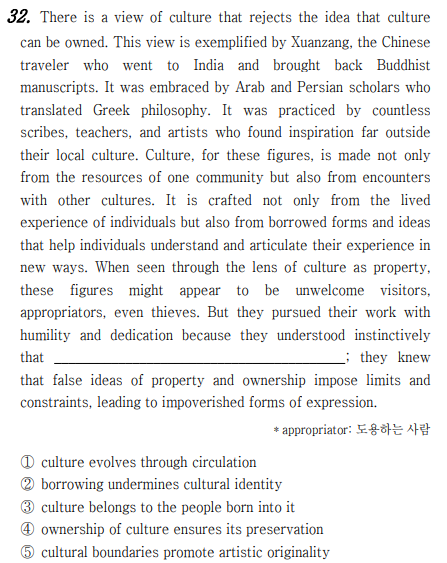 32. There is a view of culture that rejects the idea that culture
can be owned. This view is exemplified by Xuanzang, the Chinese
traveler who went to India and brought back Buddhist
manuscripts. It was embraced by Arab and Persian scholars who
translated Greek philosophy. It was practiced by countless
scribes, teachers, and artists who found inspiration far outside
their local culture. Culture, for these figures, is made not only
from the resources of one community but also from encounters
with other cultures. It is crafted not only from the lived
experience of individuals but also from borrowed forms and ideas
that help individuals understand and articulate their experience in
new ways. When seen through the lens of culture as property,
these figures might appear to be unwelcome visitors,
appropriators, even thieves. But they pursued their work with
humility and dedication because they understood instinctively
that ______________________________; they knew
that false ideas of property and ownership impose limits and
constraints, leading to impoverished forms of expression.
* appropriator: 도용하는 사람
① culture evolves through circulation
② borrowing undermines cultural identity
③ culture belongs to the people born into it
④ ownership of culture ensures its preservation
⑤ cultural boundaries promote artistic originality